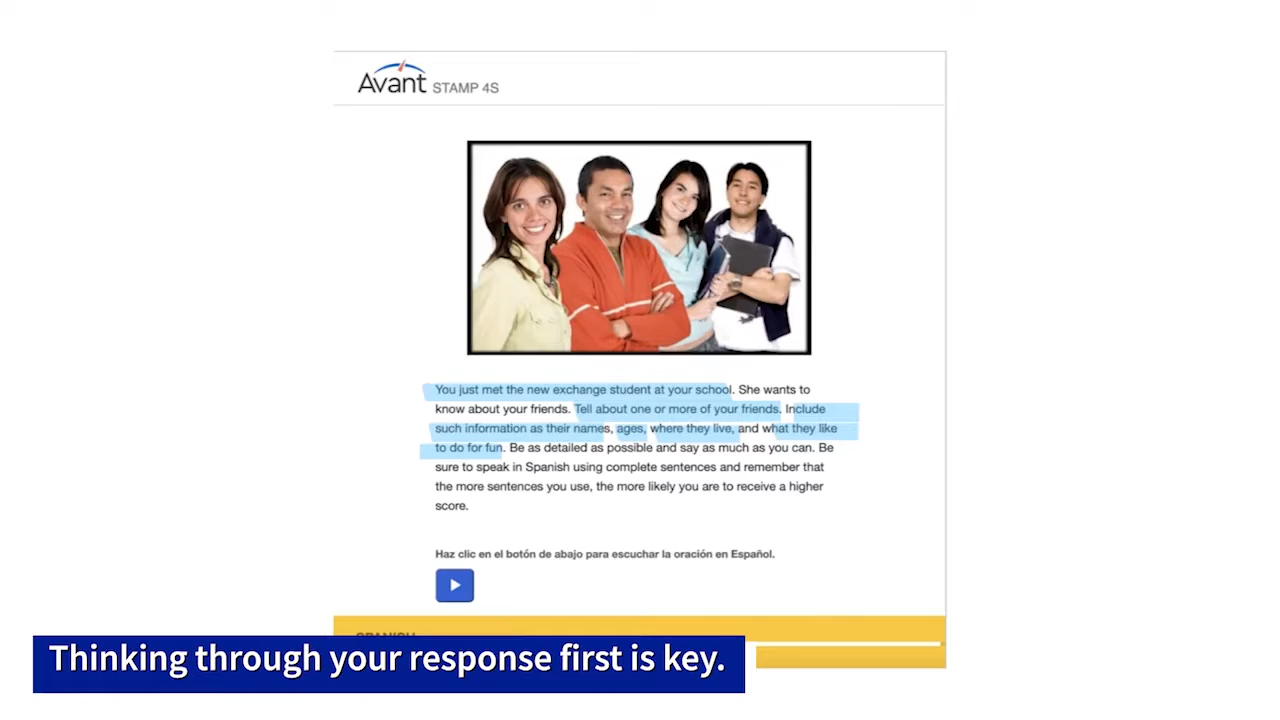 Avant STAMP 4S
You just met the new exchange student at your school. She wants to
know about your friends. Tell about one or more of your friends. Include
such information as their names, ages, where they live, and what they like
to do for fun. Be as detailed as possible and say as much as you can. Be
sure to speak in Spanish using complete sentences and remember that
the more sentences you use, the more likely you are to receive a higher
score.
Haz clic en el botón de abajo para escuchar la oración en Español.
SPANISH
Thinking through your response first is key.